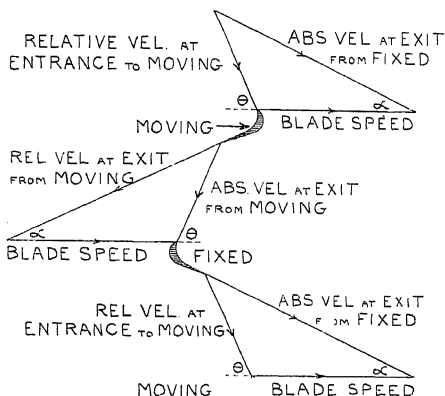 RELATIVE VEL. AT
ENTRANCE TO MOVING
ABS VEL AT EXIT
FROM FIXED
θ
α
MOVING
BLADE SPEED
REL VEL AT EXIT
FROM MOVING
ABS. VEL AT EXIT
FROM MOVING
α
θ
BLADE SPEED
FIXED
REL VEL. AT
ENTRANCE TO MOVING
ABS VEL AT EXIT
FIXED
θ
α
MOVING
BLADE SPEED